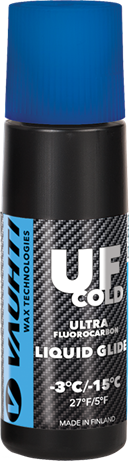 VAUHTI
WAX TECHNOLOGIES
UF
COLD
ULTRA
FLUOROCARBON
LIQUID GLIDE
-3°C/-15°C
27°F/5°F
MADE IN FINLAND